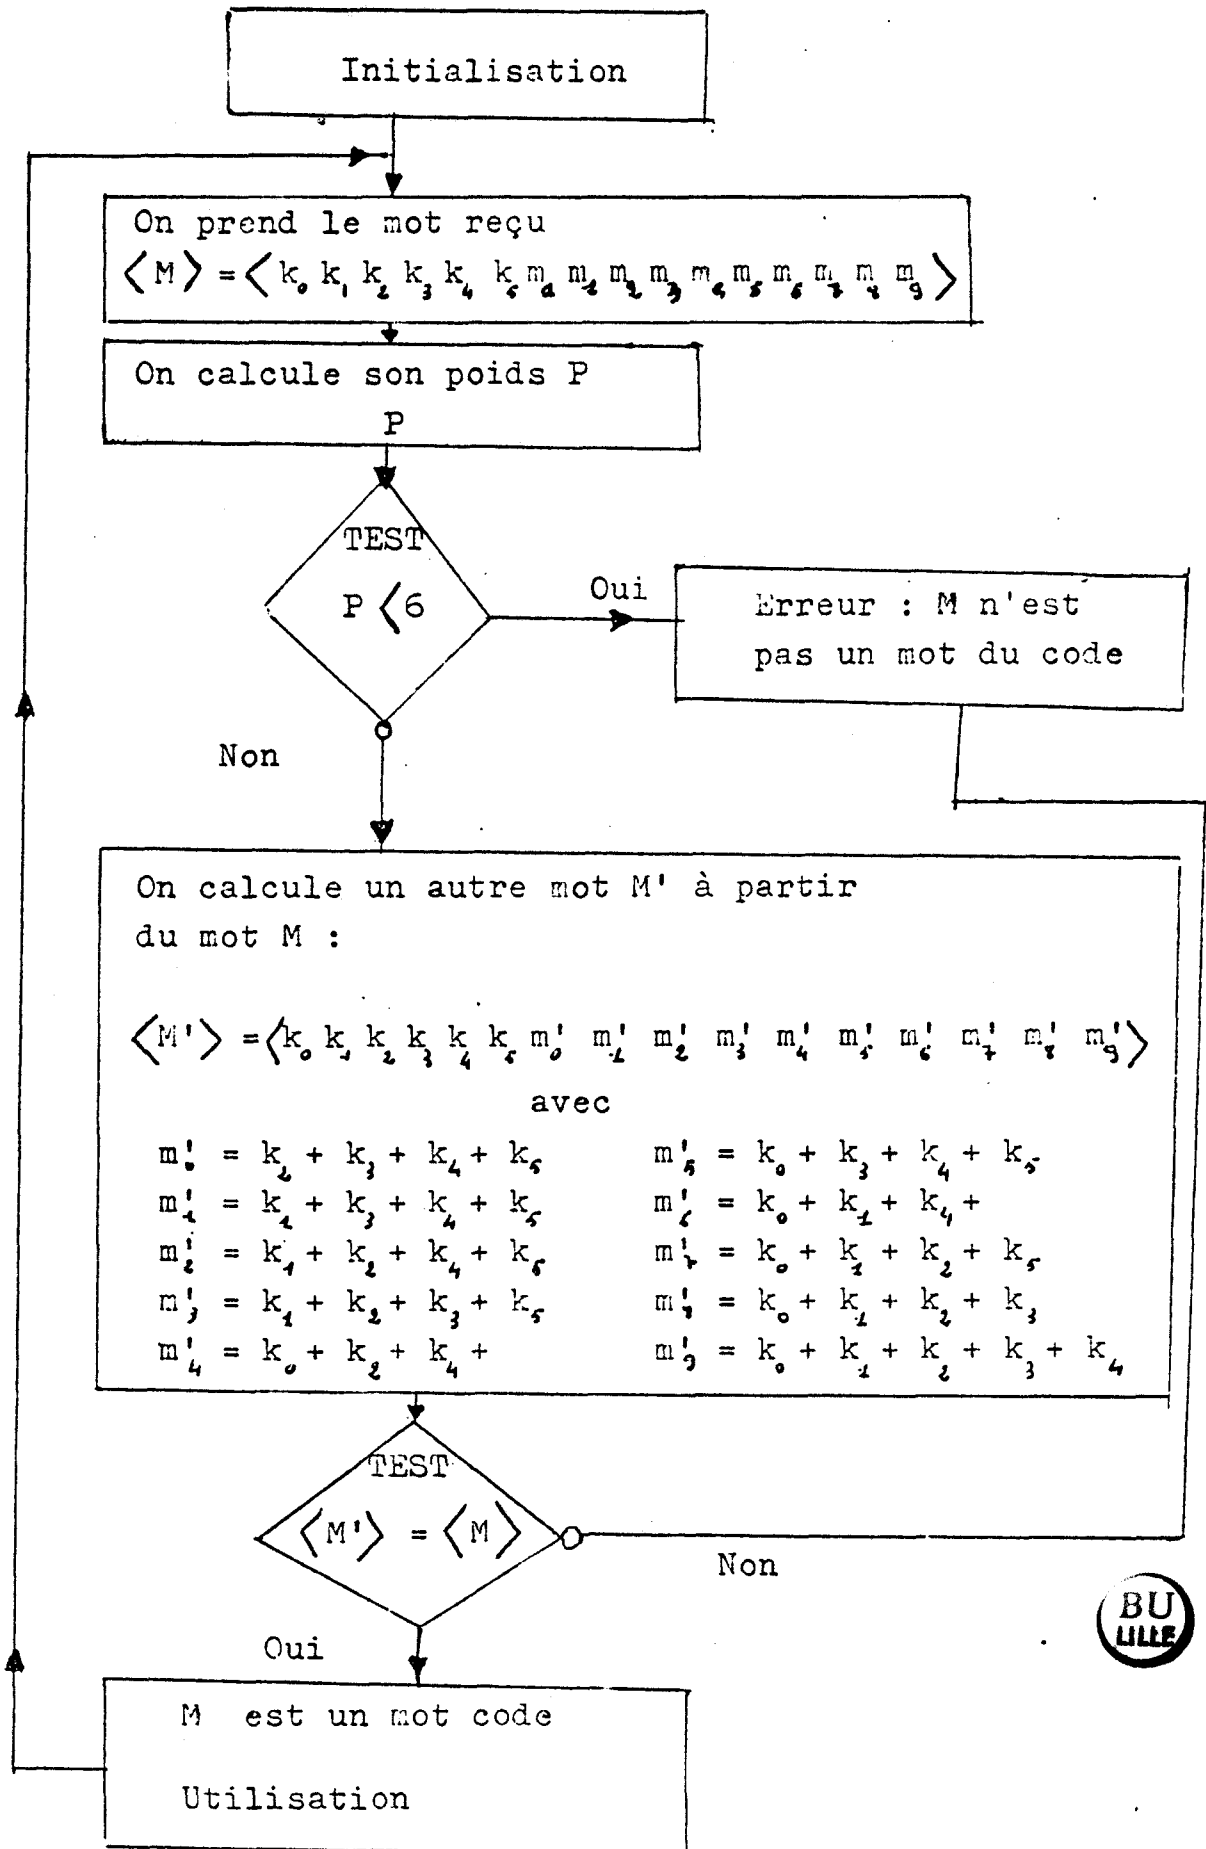 Initialisation
On prend le mot reçu
⟨M⟩ = ⟨k₀ k₁ k₂ k₃ k₄ k₅ m₀ m₁ m₂ m₃ m₄ m₅ m₆ m₇ m₈ m₉⟩
On calcule son poids P
P
TEST
P ⟨6
Oui
Erreur : M n'est
pas un mot du code
Non
On calcule un autre mot M' à partir
du mot M :
⟨M'⟩ = ⟨k₀ k₁ k₂ k₃ k₄ k₅ m'₀ m'₁ m'₂ m'₃ m'₄ m'₅ m'₆ m'₇ m'₈ m'₉⟩
avec
m'₀ = k₂ + k₃ + k₄ + k₅ m'₅ = k₀ + k₃ + k₄ + k₅
m'₁ = k₁ + k₃ + k₄ + k₅ m'₆ = k₀ + k₁ + k₄ +
m'₂ = k₁ + k₂ + k₄ + k₅ m'₇ = k₀ + k₁ + k₂ + k₅
m'₃ = k₁ + k₂ + k₃ + k₅ m'₈ = k₀ + k₁ + k₂ + k₃
m'₄ = k₀ + k₂ + k₄ + m'₉ = k₀ + k₁ + k₂ + k₃ + k₄
TEST
⟨M'⟩ = ⟨M⟩
Non
Oui
BU
LILLE
M est un mot code
Utilisation